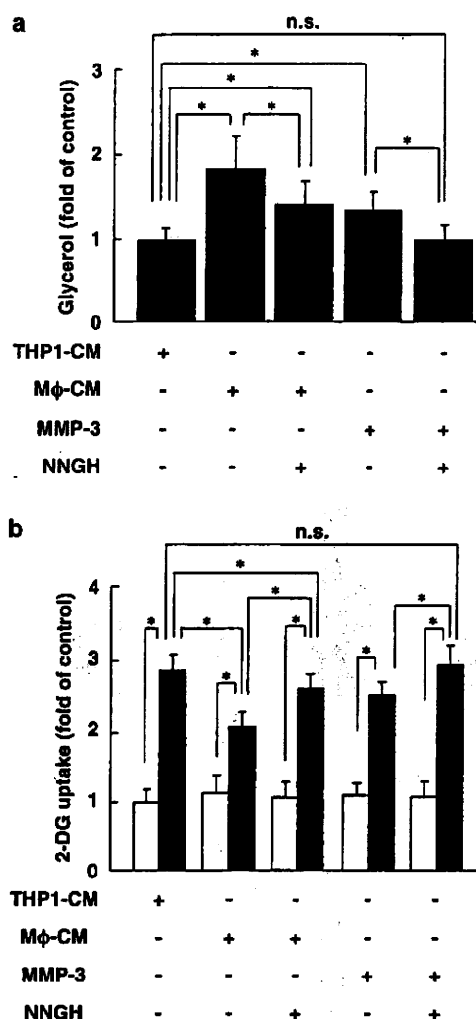 a
n.s.
*
*
* *
*
3
2
1
0
Glycerol (fold of control)
THP1-CM + - - - -
Mϕ-CM - + + - -
MMP-3 - - - + +
NNGH - - + - +
b
n.s.
*
* * * * *
* * * *
4
3
2
1
0
2-DG uptake (fold of control)
THP1-CM + - - - -
Mϕ-CM - + + - -
MMP-3 - - - + +
NNGH - - + - +